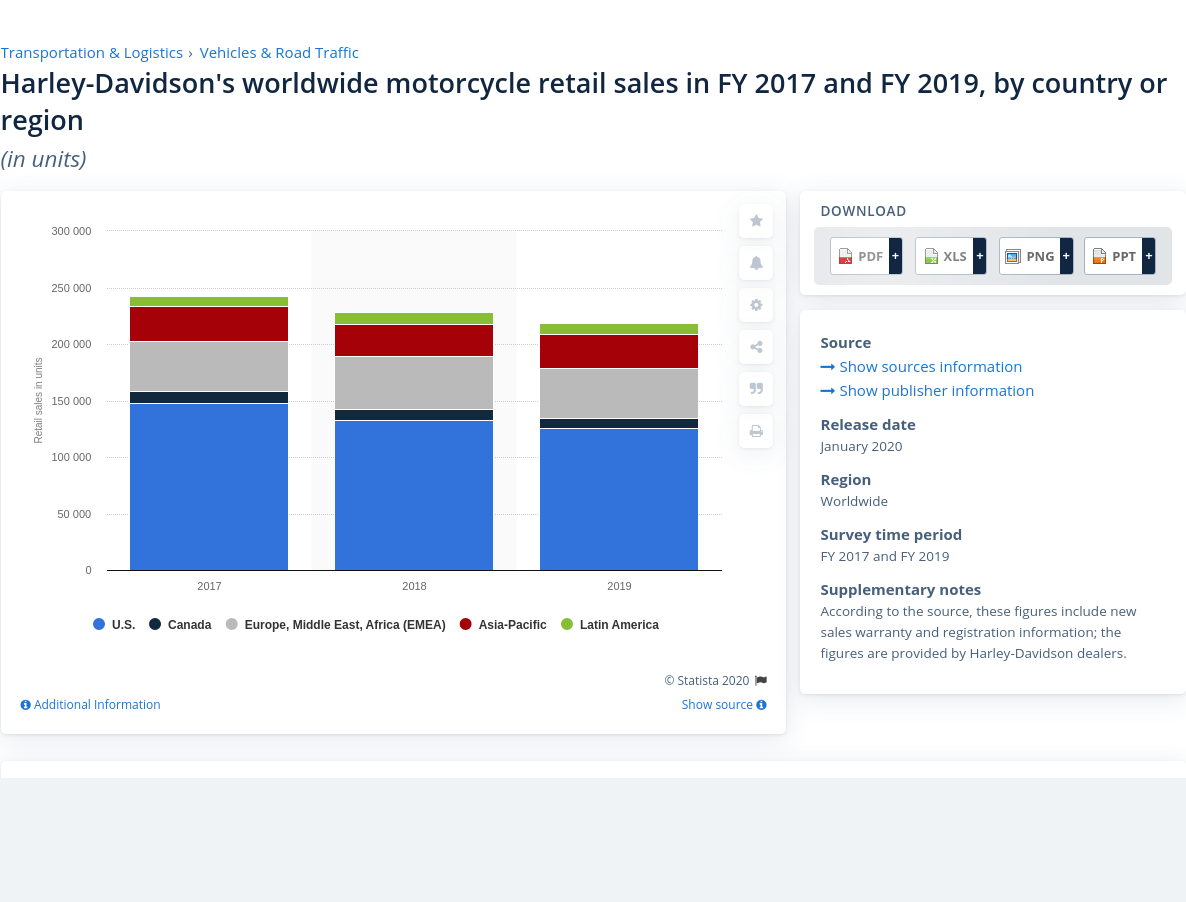 Transportation & Logistics › Vehicles & Road Traffic
Harley-Davidson's worldwide motorcycle retail sales in FY 2017 and FY 2019, by country or
region
(in units)
300 000
250 000
200 000
150 000
100 000
50 000
0
Retail sales in units
2017 2018 2019
U.S. Canada Europe, Middle East, Africa (EMEA) Asia-Pacific Latin America
© Statista 2020
Additional Information Show source
DOWNLOAD
PDF + XLS + PNG + PPT +
Source
Show sources information
Show publisher information
Release date
January 2020
Region
Worldwide
Survey time period
FY 2017 and FY 2019
Supplementary notes
According to the source, these figures include new
sales warranty and registration information; the
figures are provided by Harley-Davidson dealers.